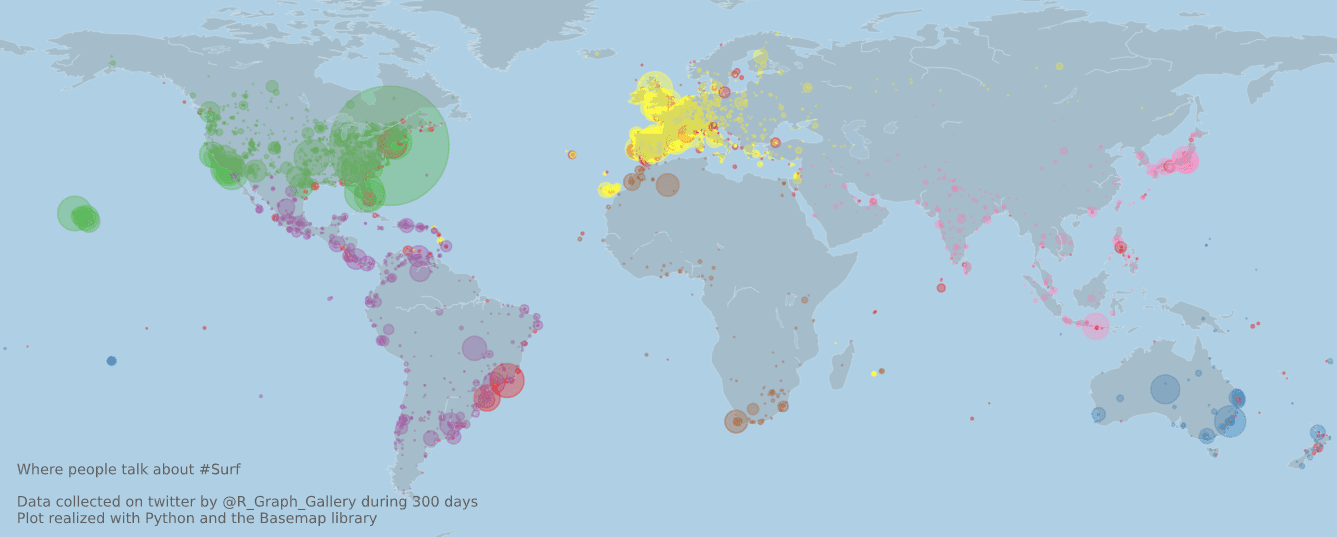 Where people talk about #Surf
Data collected on twitter by @R_Graph_Gallery during 300 days
Plot realized with Python and the Basemap library